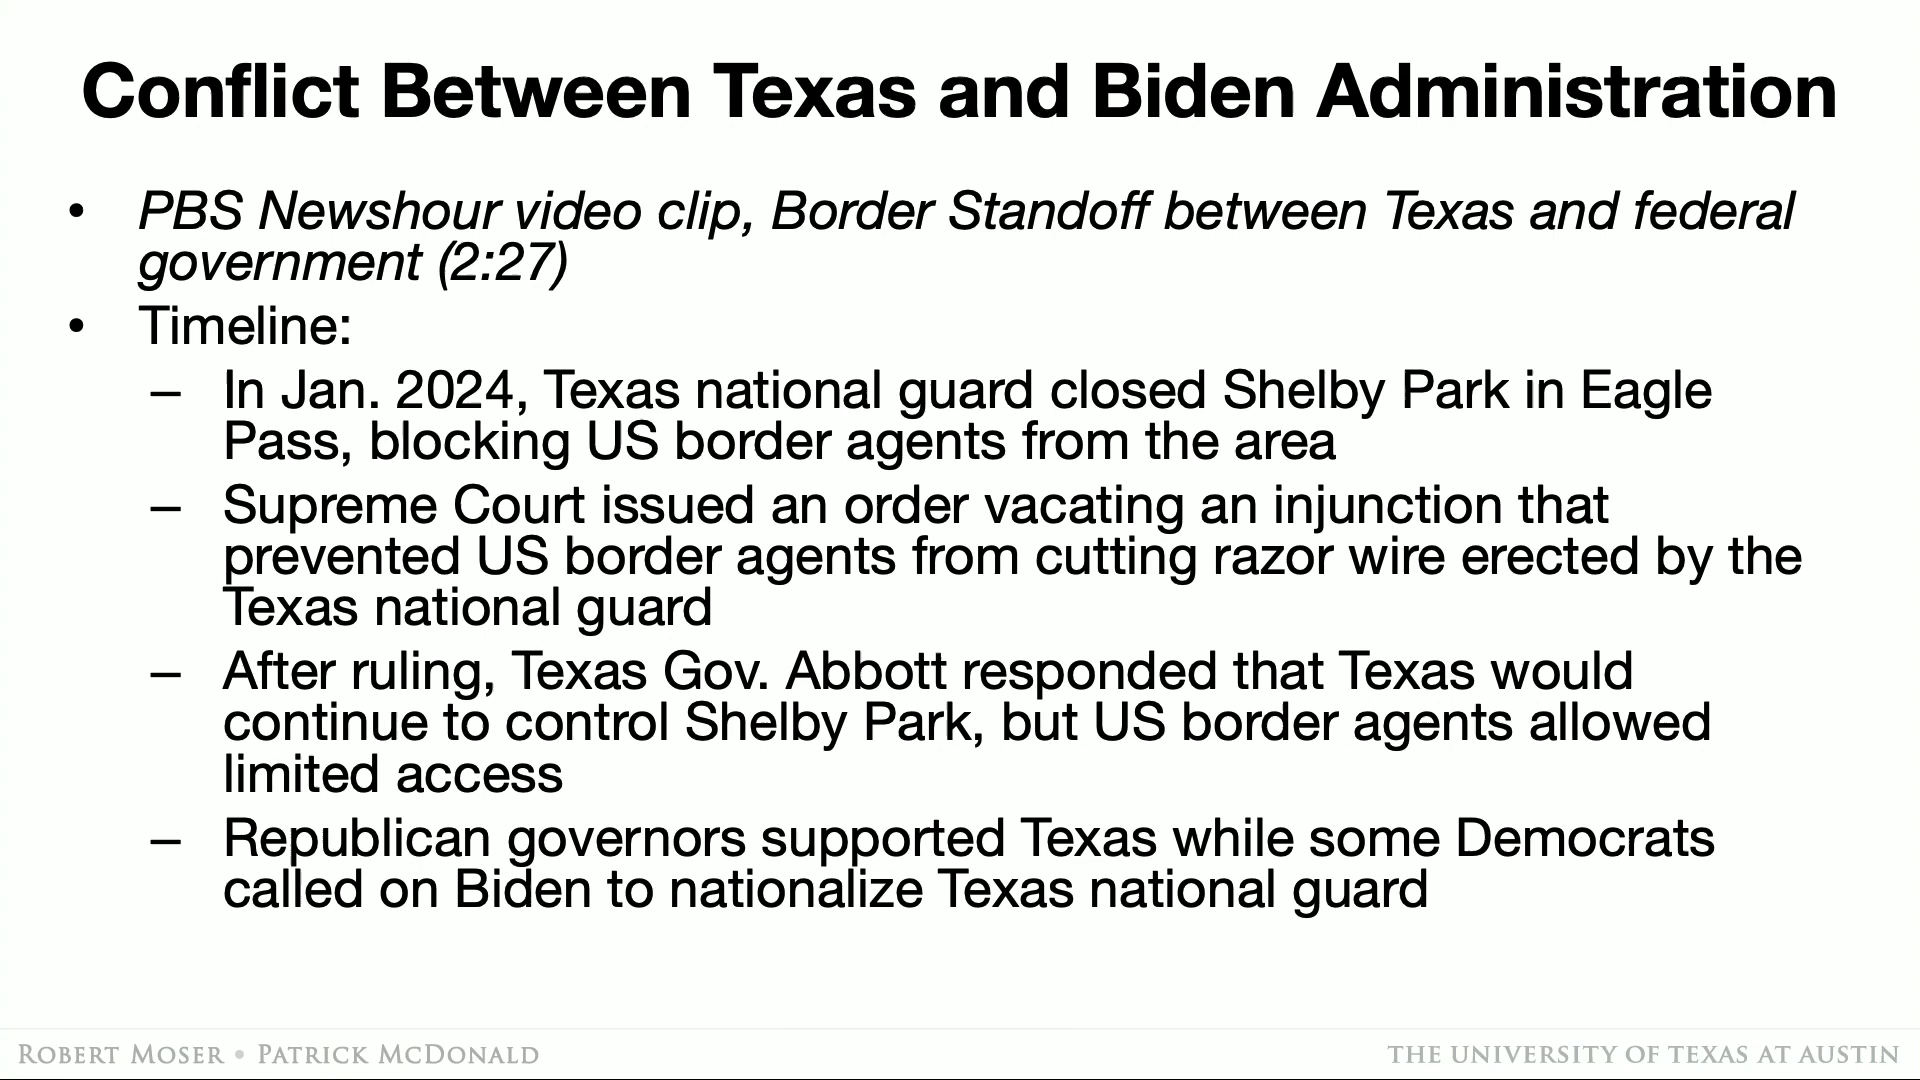 Conflict Between Texas and Biden Administration
• PBS Newshour video clip, Border Standoff between Texas and federal
government (2:27)
• Timeline:
– In Jan. 2024, Texas national guard closed Shelby Park in Eagle
Pass, blocking US border agents from the area
– Supreme Court issued an order vacating an injunction that
prevented US border agents from cutting razor wire erected by the
Texas national guard
– After ruling, Texas Gov. Abbott responded that Texas would
continue to control Shelby Park, but US border agents allowed
limited access
– Republican governors supported Texas while some Democrats
called on Biden to nationalize Texas national guard
ROBERT MOSER • PATRICK MCDONALD
THE UNIVERSITY OF TEXAS AT AUSTIN